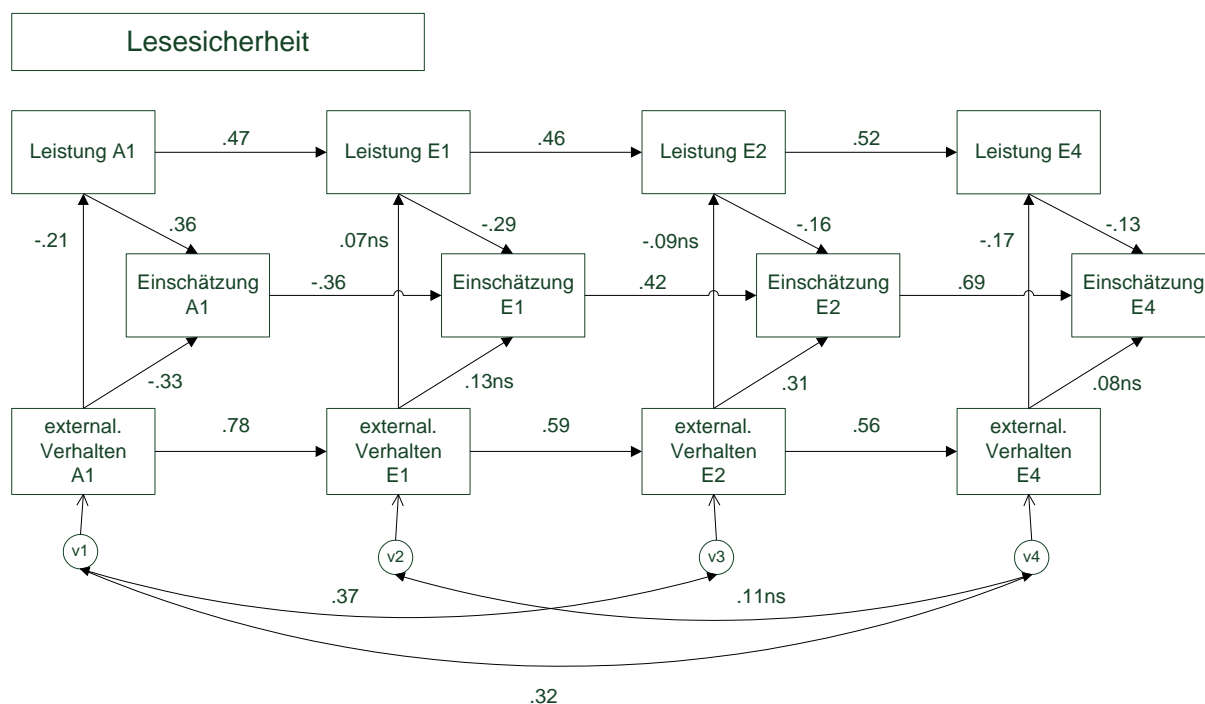 Lesesicherheit
Leistung A1
.47
Leistung E1
.46
Leistung E2
.52
Leistung E4
-.21
.36
.07ns
-.29
-.09ns
-.16
-.17
-.13
Einschätzung
A1
-.36
Einschätzung
E1
.42
Einschätzung
E2
.69
Einschätzung
E4
-.33
.13ns
.31
.08ns
external.
Verhalten
A1
.78
external.
Verhalten
E1
.59
external.
Verhalten
E2
.56
external.
Verhalten
E4
v1
v2
v3
v4
.37
.11ns
.32